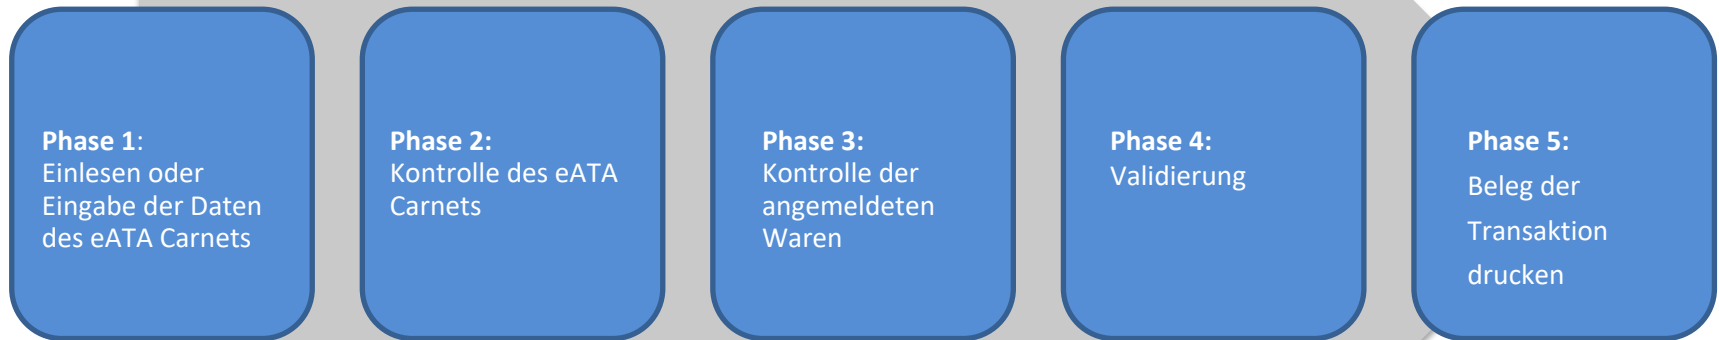 Phase 1:
Einlesen oder
Eingabe der Daten
des eATA Carnets
Phase 2:
Kontrolle des eATA
Carnets
Phase 3:
Kontrolle der
angemeldeten
Waren
Phase 4:
Validierung
Phase 5:
Beleg der
Transaktion
drucken